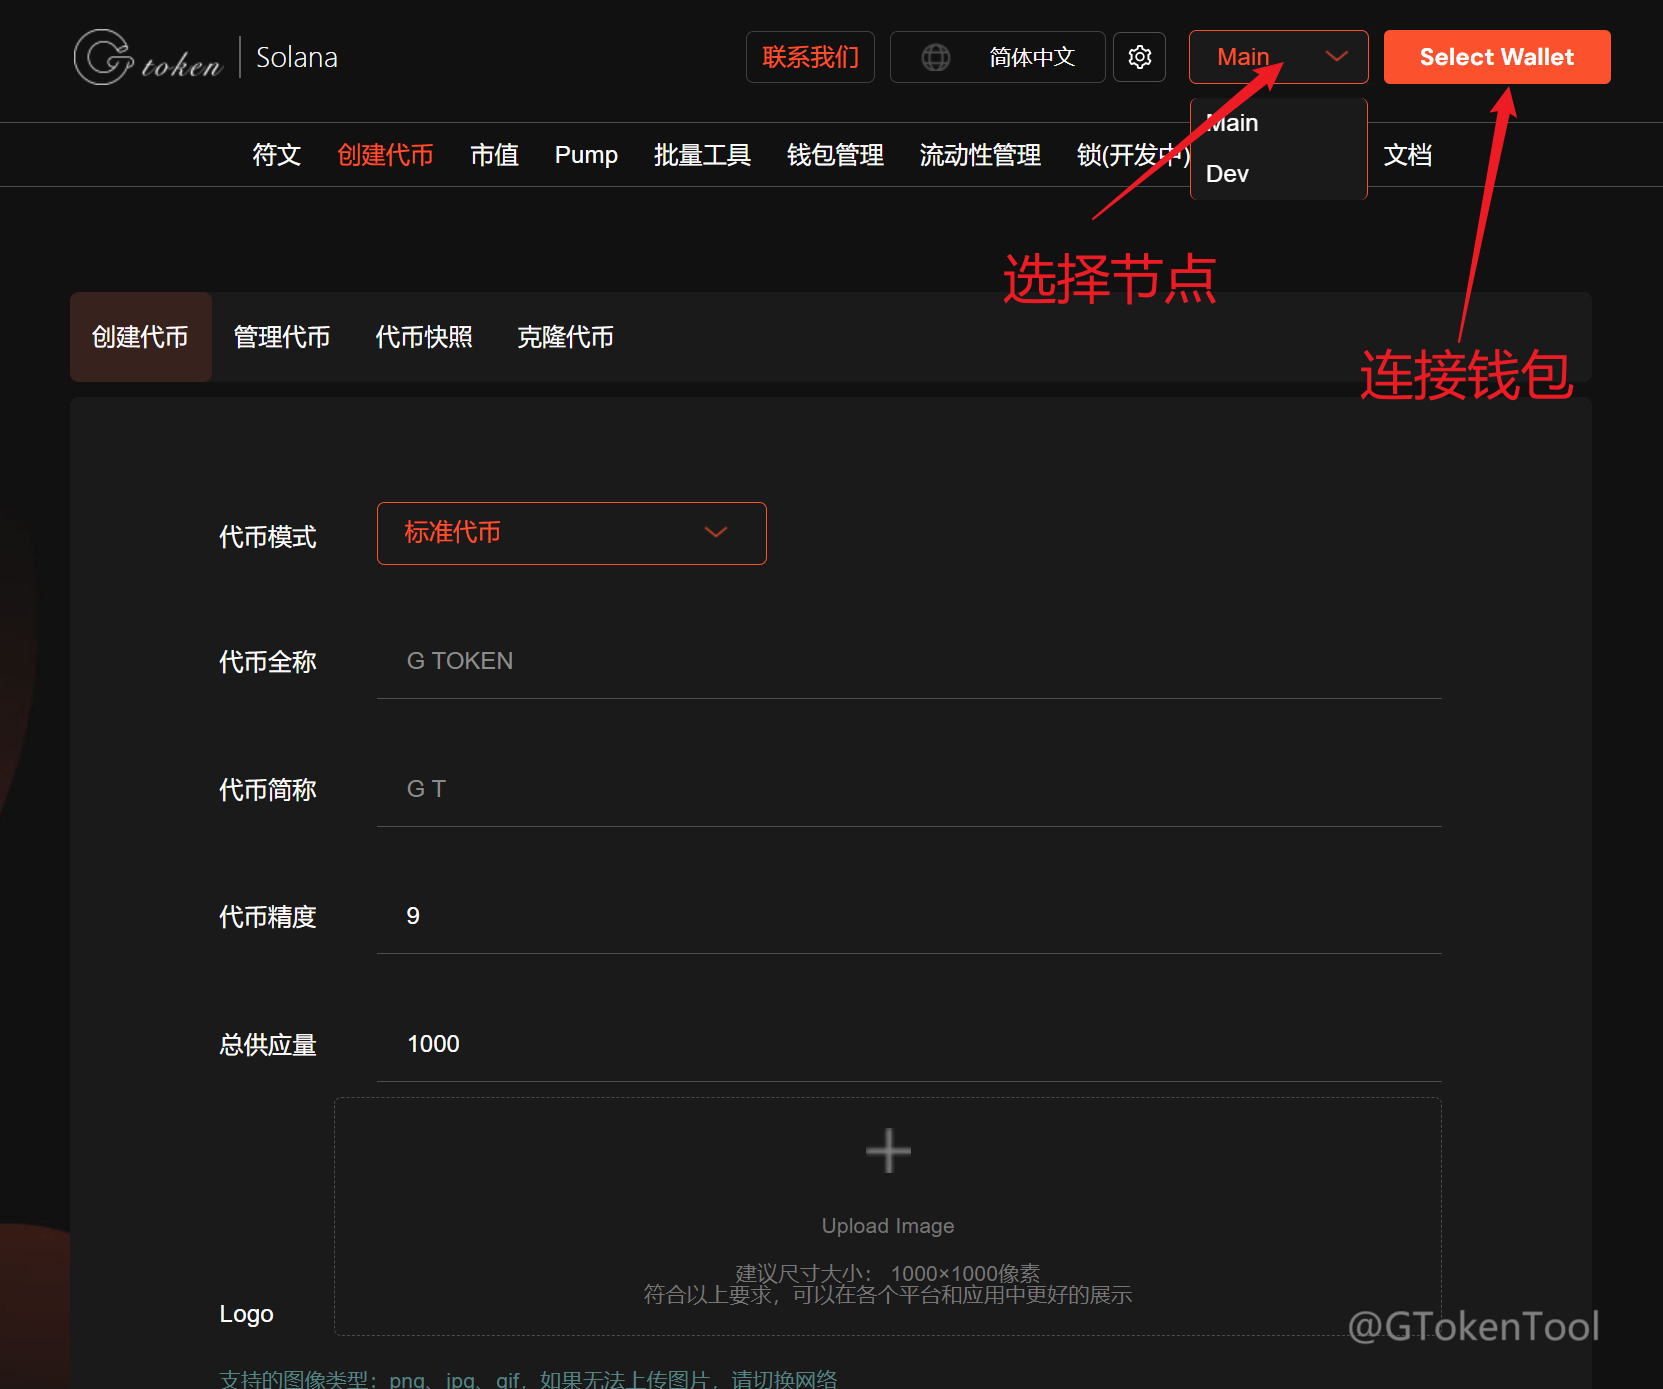 G token | Solana
联系我们
简体中文
Main
Select Wallet
Main
Dev
符文 创建代币 市值 Pump 批量工具 钱包管理 流动性管理 锁(开发中) 文档
选择节点
连接钱包
创建代币 管理代币 代币快照 克隆代币
代币模式 标准代币
代币全称 G TOKEN
代币简称 G T
代币精度 9
总供应量 1000
Upload Image
建议尺寸大小： 1000×1000像素
符合以上要求，可以在各个平台和应用中更好的展示
Logo
@GTokenTool
支持的图像类型：png、jpg、gif，如果无法上传图片，请切换网络